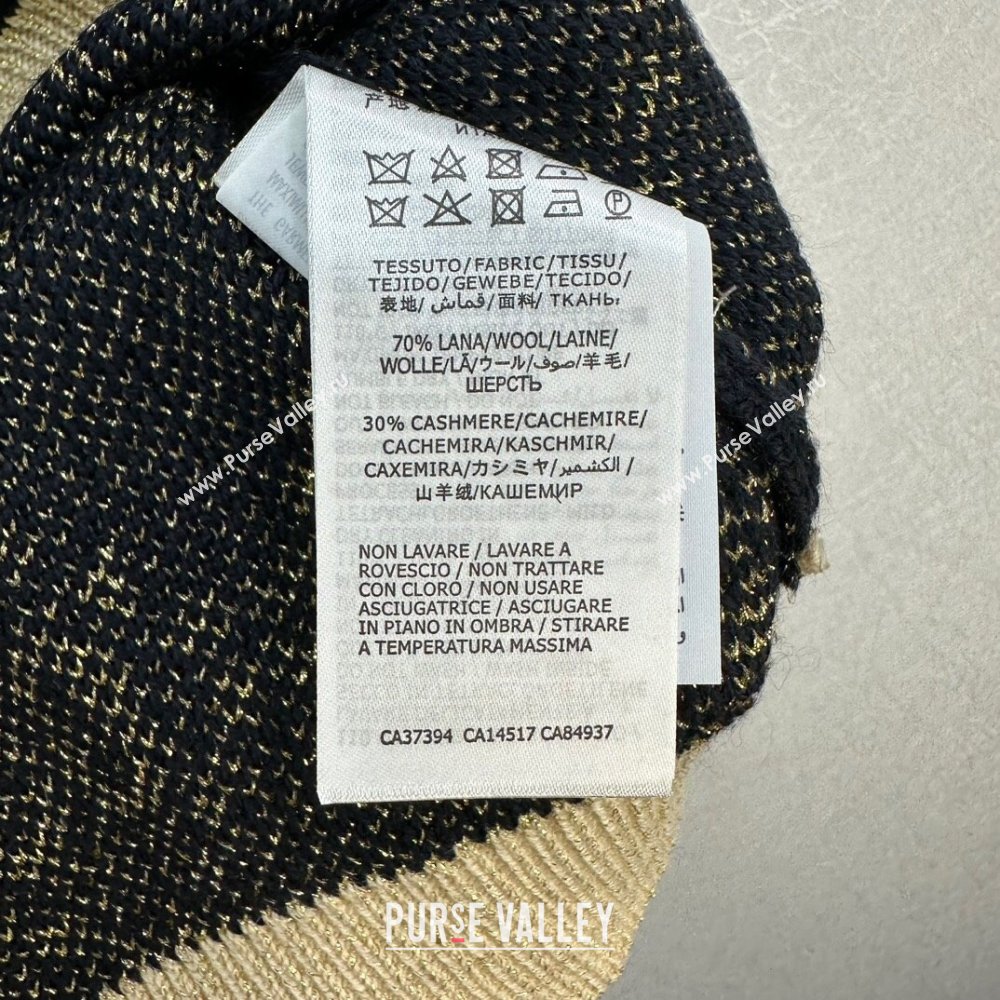 产地
TESSUTO/FABRIC/TISSU/
TEJIDO/GEWEBE/TECIDO/
表地/قماش/面料/ ТКАНЬ:
70% LANA/WOOL/LAINE/
WOLLE/LÃ/ウール/صوف/羊毛/
ШЕРСТЬ
30% CASHMERE/CACHEMIRE/
CACHEMIRA/KASCHMIR/
CAXEMIRA/カシミヤ/الكشمير/
山羊绒/КАШЕМИР
NON LAVARE / LAVARE A
ROVESCIO / NON TRATTARE
CON CLORO / NON USARE
ASCIUGATRICE / ASCIUGARE
IN PIANO IN OMBRA / STIRARE
A TEMPERATURA MASSIMA
CA37394 CA14517 CA84937
www.PurseValley.ru
www.PurseValley.ru
PURSE VALLEY